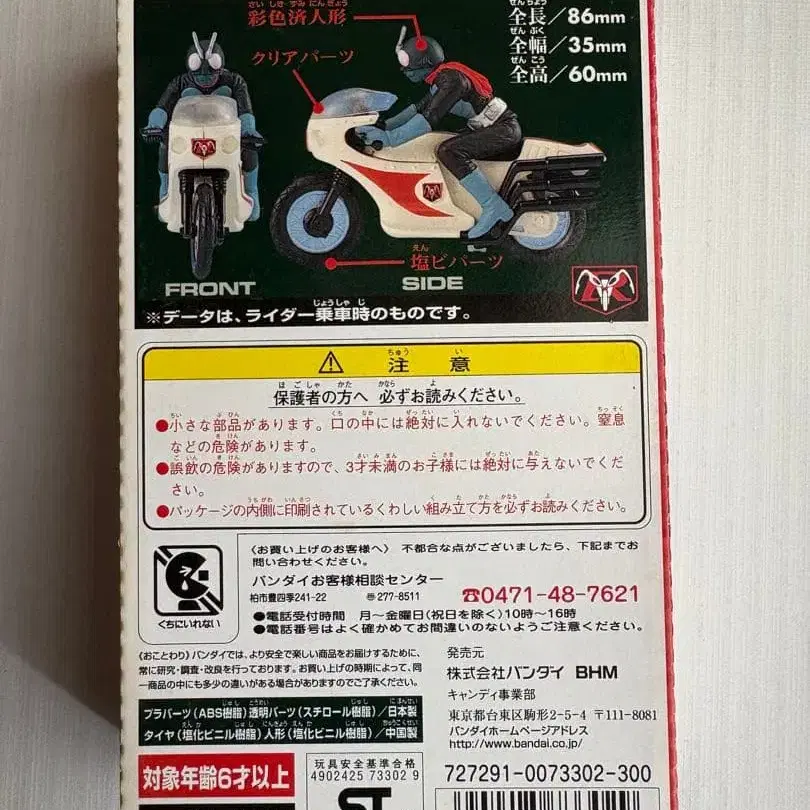 彩色済人形
クリアパーツ
全長/86mm
全幅/35mm
全高/60mm
塩ビパーツ
FRONT
SIDE
※データは、ライダー乗車時のものです。
注意
保護者の方へ 必ずお読みください。
●小さな部品があります。口の中には絶対に入れないでください。窒息
などの危険があります。
●誤飲の危険がありますので、3才未満のお子様には絶対に与えないでくだ
さい。
●パッケージの内側に印刷されているくわしい組み立て方を必ずお読みください。
くちにいれない
〈お買い上げのお客様へ〉 不都合な点がございましたら、下記までお
問い合わせください。
バンダイお客様相談センター
柏市豊四季241-22 〠277-8511
☎0471-48-7621
●電話受付時間 月〜金曜日(祝日を除く)10時〜16時
●電話番号はよく確かめてお間違いのないようご注意ください。
〈おことわり〉バンダイでは、より安全で楽しい商品をお届けするために、
常に研究・調査・改良を行っております。お買い上げの時期によって、同
一商品の中にも多少の違いがある場合がありますのでご了承ください。
発売元
株式会社バンダイ BHM
キャンディ事業部
東京都台東区駒形2-5-4 〒111-8081
バンダイホームページアドレス
http://www.bandai.co.jp/
プラパーツ(ABS樹脂)透明パーツ(スチロール樹脂)/日本製
タイヤ(塩化ビニル樹脂)人形(塩化ビニル樹脂)/中国製
対象年齢6才以上
玩具安全基準合格
4902425 73302 9
ST
727291-0073302-300